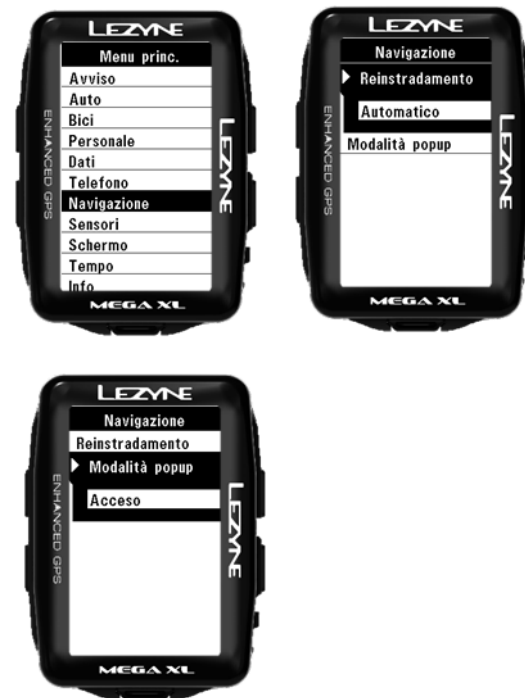 LEZYNE
Menu princ.
Avviso
Auto
Bici
Personale
Dati
Telefono
Navigazione
Sensori
Schermo
Tempo
Info
ENHANCED GPS
LEZYNE
MEGA XL
LEZYNE
Navigazione
Reinstradamento
Automatico
Modalità popup
ENHANCED GPS
LEZYNE
MEGA XL
LEZYNE
Navigazione
Reinstradamento
Modalità popup
Acceso
ENHANCED GPS
LEZYNE
MEGA XL